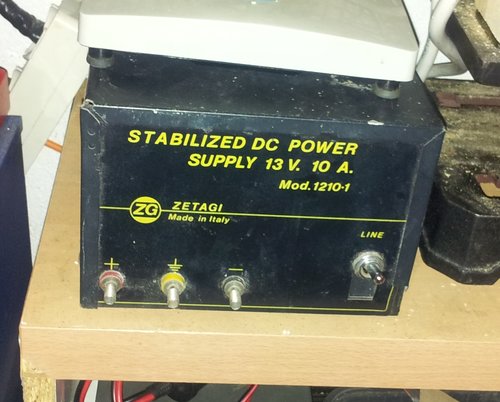 STABILIZED DC POWER
SUPPLY 13 V. 10 A.
Mod. 1210-1
ZG ZETAGI
Made in Italy
LINE
+ ⏚ −